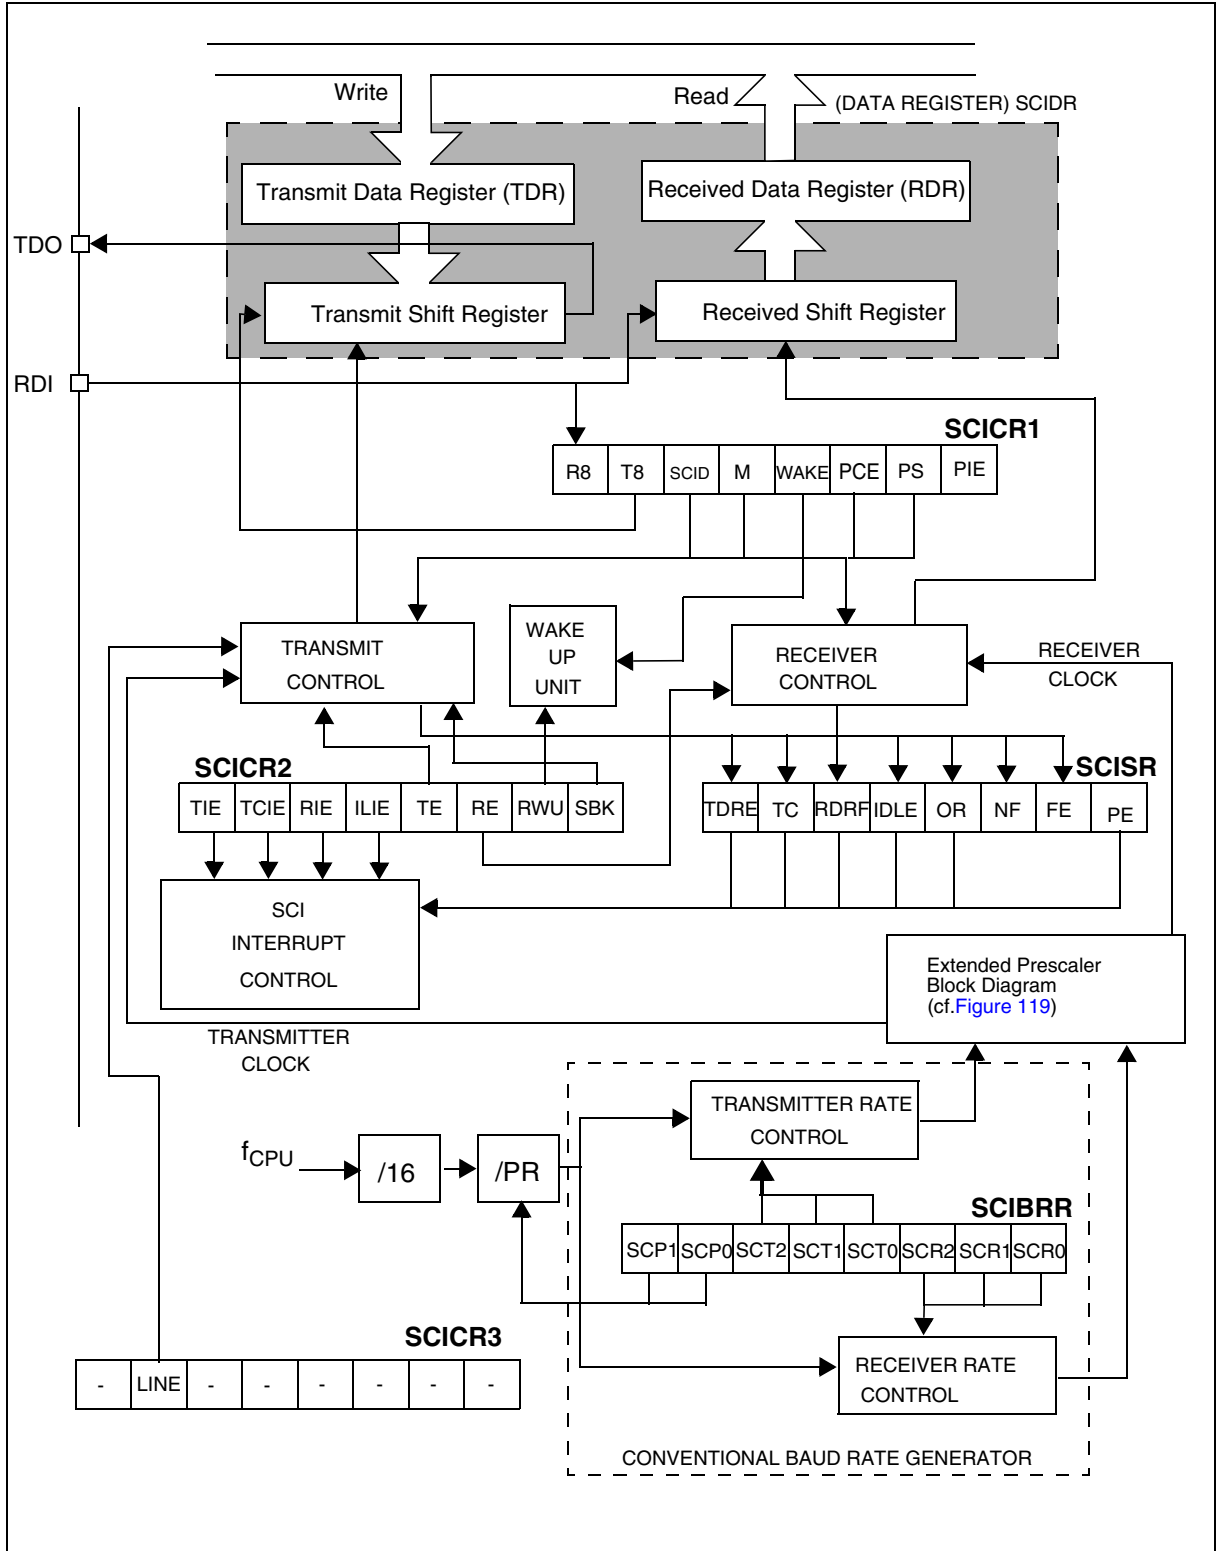 Write
Read
(DATA REGISTER) SCIDR
Transmit Data Register (TDR)
Received Data Register (RDR)
TDO
Transmit Shift Register
Received Shift Register
RDI
SCICR1
R8 T8 SCID M WAKE PCE PS PIE
TRANSMIT
CONTROL
WAKE
UP
UNIT
RECEIVER
CONTROL
RECEIVER
CLOCK
SCICR2
TIE TCIE RIE ILIE TE RE RWU SBK
SCISR
TDRE TC RDRF IDLE OR NF FE PE
SCI
INTERRUPT
CONTROL
Extended Prescaler
Block Diagram
(cf.Figure 119)
TRANSMITTER
CLOCK
TRANSMITTER RATE
CONTROL
fCPU
/16
/PR
SCIBRR
SCP1 SCP0 SCT2 SCT1 SCT0 SCR2 SCR1 SCR0
SCICR3
- LINE - - - - - -
RECEIVER RATE
CONTROL
CONVENTIONAL BAUD RATE GENERATOR